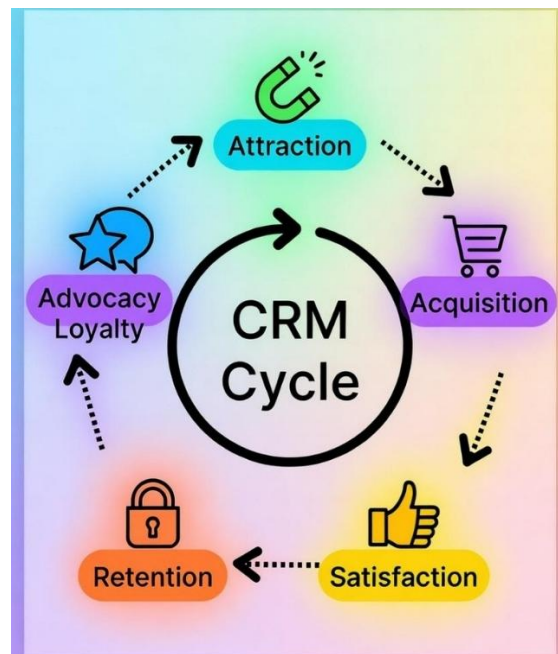 Attraction
Acquisition
Satisfaction
Retention
Advocacy
Loyalty
CRM
Cycle